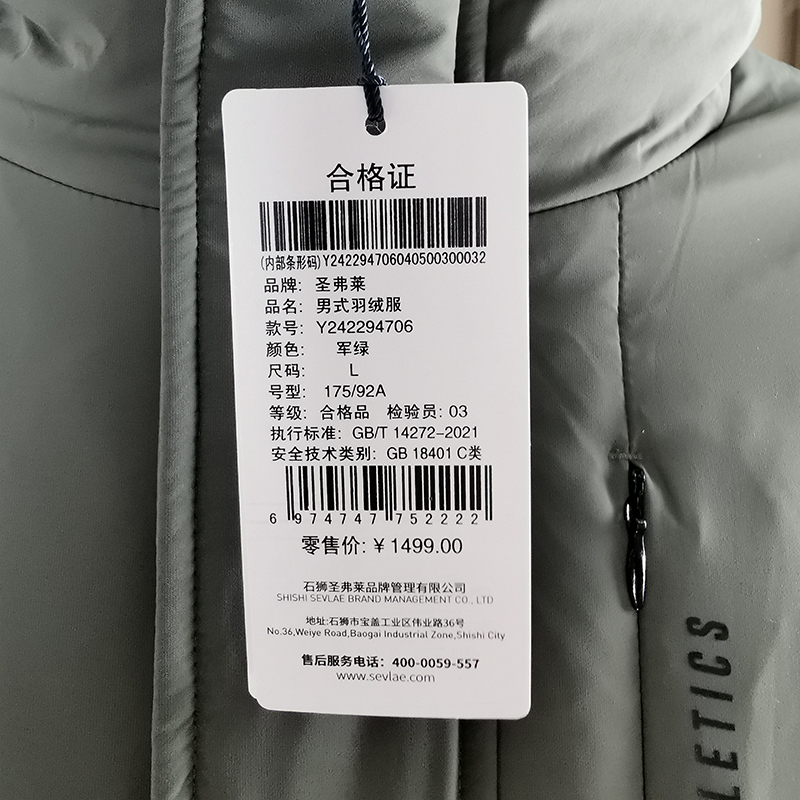 合格证
(内部条形码)Y242294706040500300032
品牌: 圣弗莱
品名: 男式羽绒服
款号: Y242294706
颜色: 军绿
尺码: L
号型: 175/92A
等级: 合格品 检验员: 03
执行标准: GB/T 14272-2021
安全技术类别: GB 18401 C类
6 974747 752222
零售价: ¥1499.00
石狮圣弗莱品牌管理有限公司
SHISHI SEVLAE BRAND MANAGEMENT CO., LTD
地址:石狮市宝盖工业区伟业路36号
No.36,Weiye Road,Baogai Industrial Zone,Shishi City
售后服务电话: 400-0059-557
www.sevlae.com
LETICS